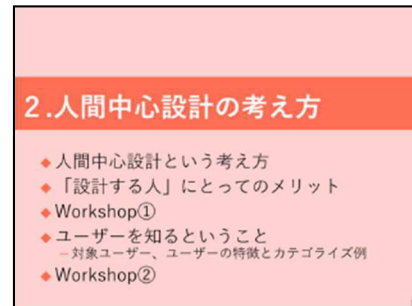 2.人間中心設計の考え方
◆人間中心設計という考え方
◆「設計する人」にとってのメリット
◆Workshop①
◆ユーザーを知るということ
－対象ユーザー、ユーザーの特徴とカテゴライズ例
◆Workshop②